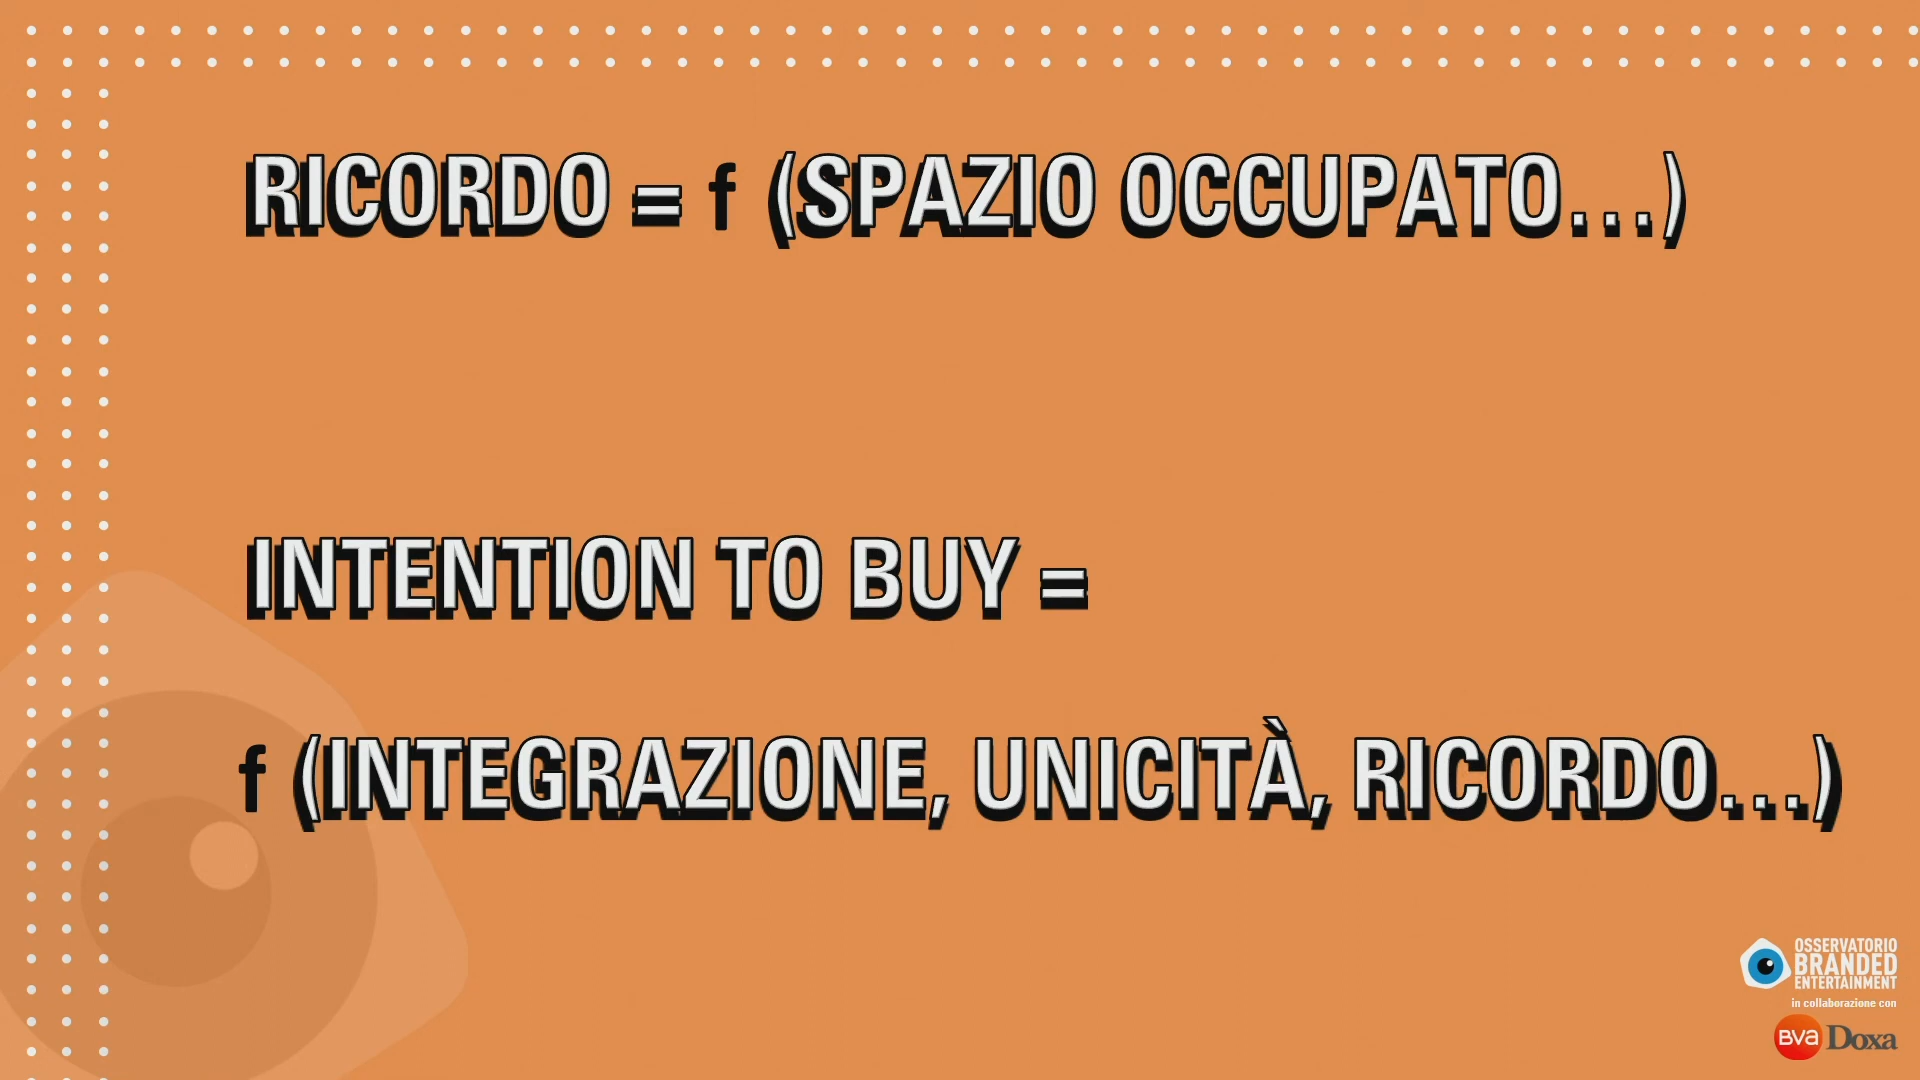 RICORDO = f (SPAZIO OCCUPATO...)
INTENTION TO BUY =
f (INTEGRAZIONE, UNICITÀ, RICORDO...)
OSSERVATORIO
BRANDED
ENTERTAINMENT
in collaborazione con
BVA Doxa